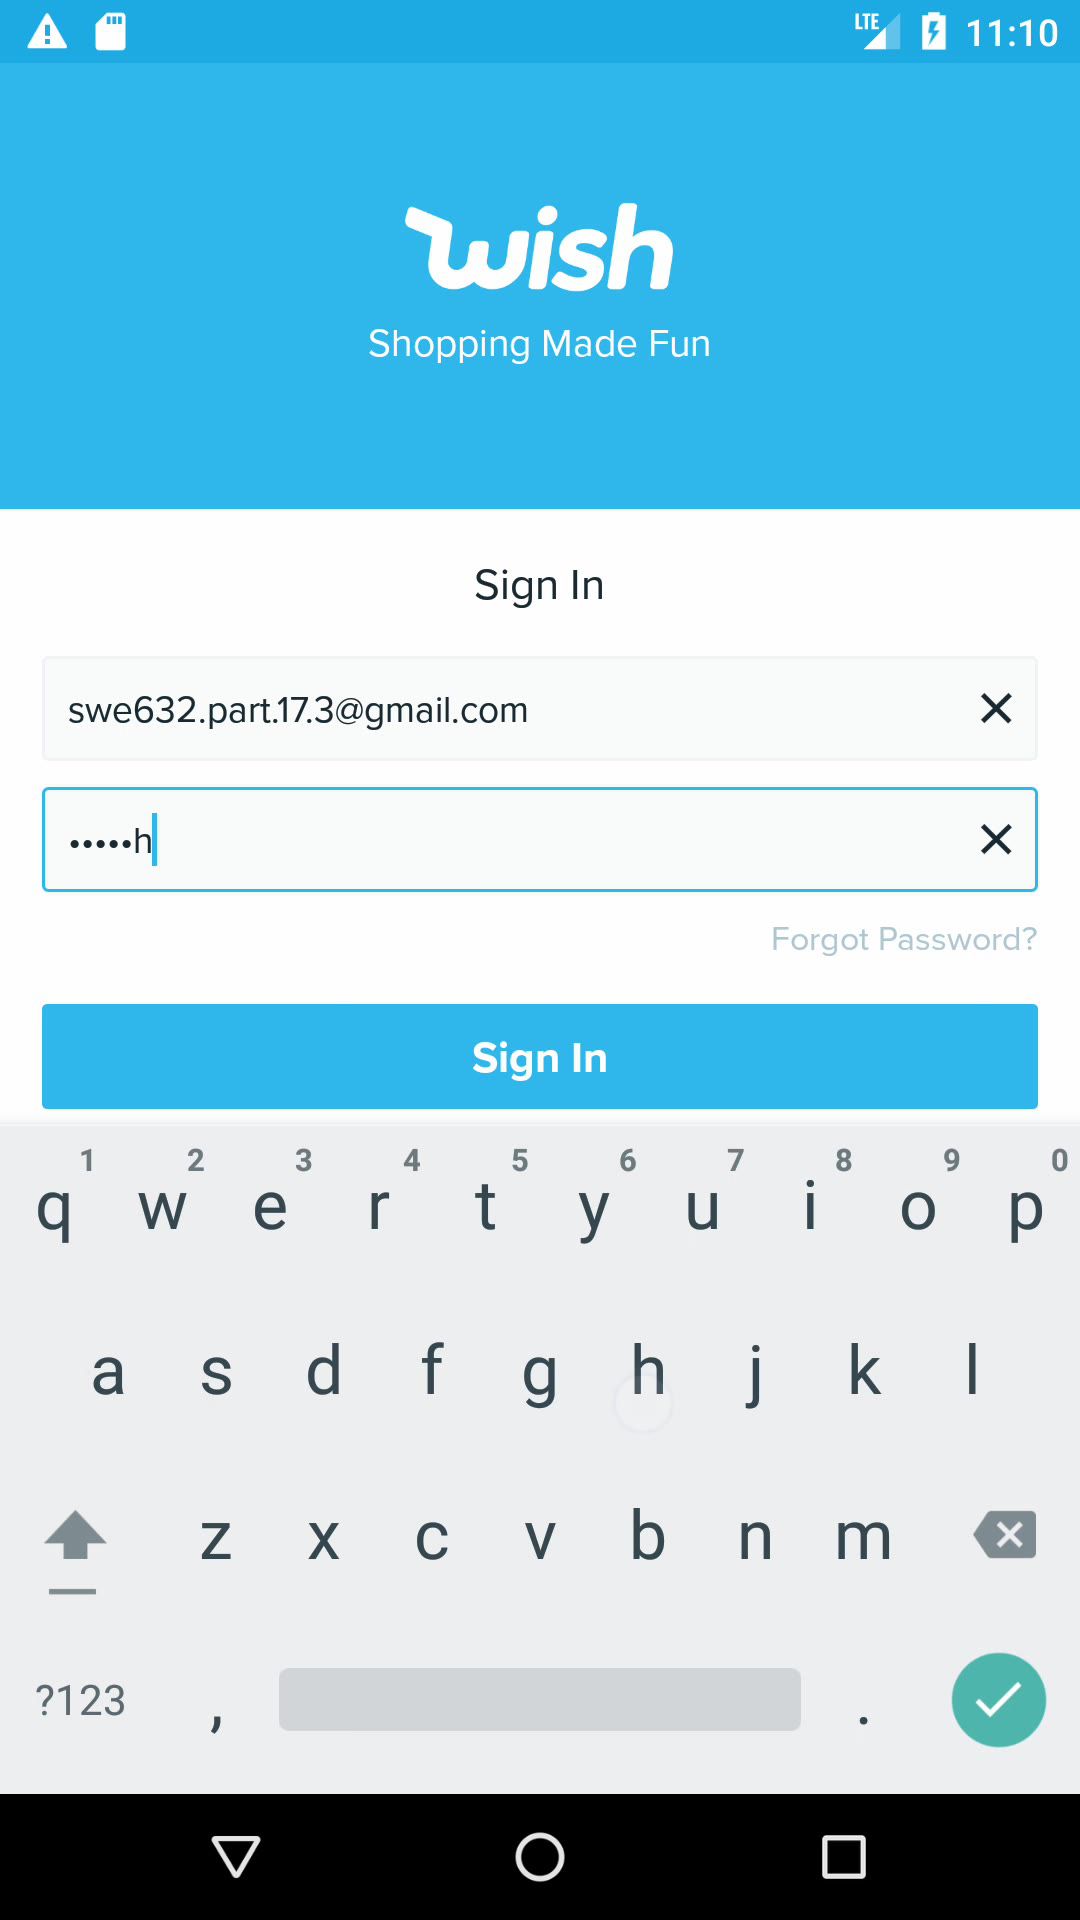 LTE 11:10
wish
Shopping Made Fun
Sign In
swe632.part.17.3@gmail.com
•••••h
Forgot Password?
Sign In
1 2 3 4 5 6 7 8 9 0
q w e r t y u i o p
a s d f g h j k l
z x c v b n m
?123 , .